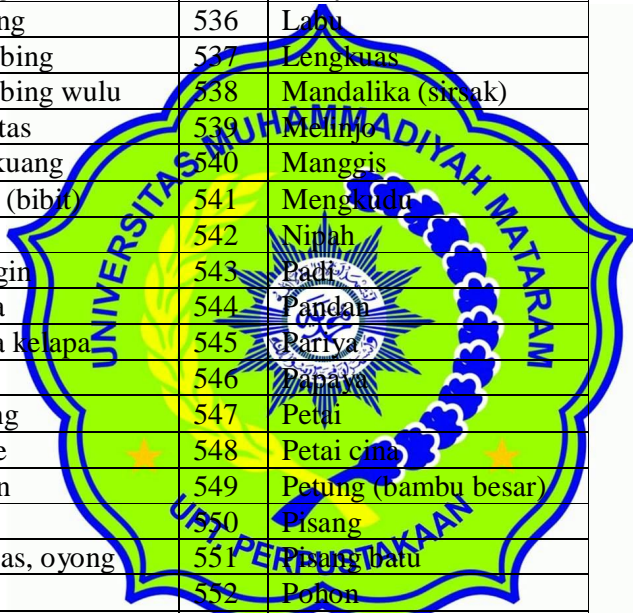 ng 536 Labu
bing 537 Lengkuas
bing wulu 538 Mandalika (sirsak)
tas 539 Melinjo
kuang 540 Manggis
(bibit) 541 Mengkudu
542 Nipah
gin 543 Padi
a 544 Pandan
a kelapa 545 Pariya
546 Papaya
ng 547 Petai
e 548 Petai cina
n 549 Petung (bambu besar)
550 Pisang
as, oyong 551 Pisang batu
552 Pohon
UNIVERSITAS MUHAMMADIYAH MATARAM
UPT. PERPUSTAKAAN